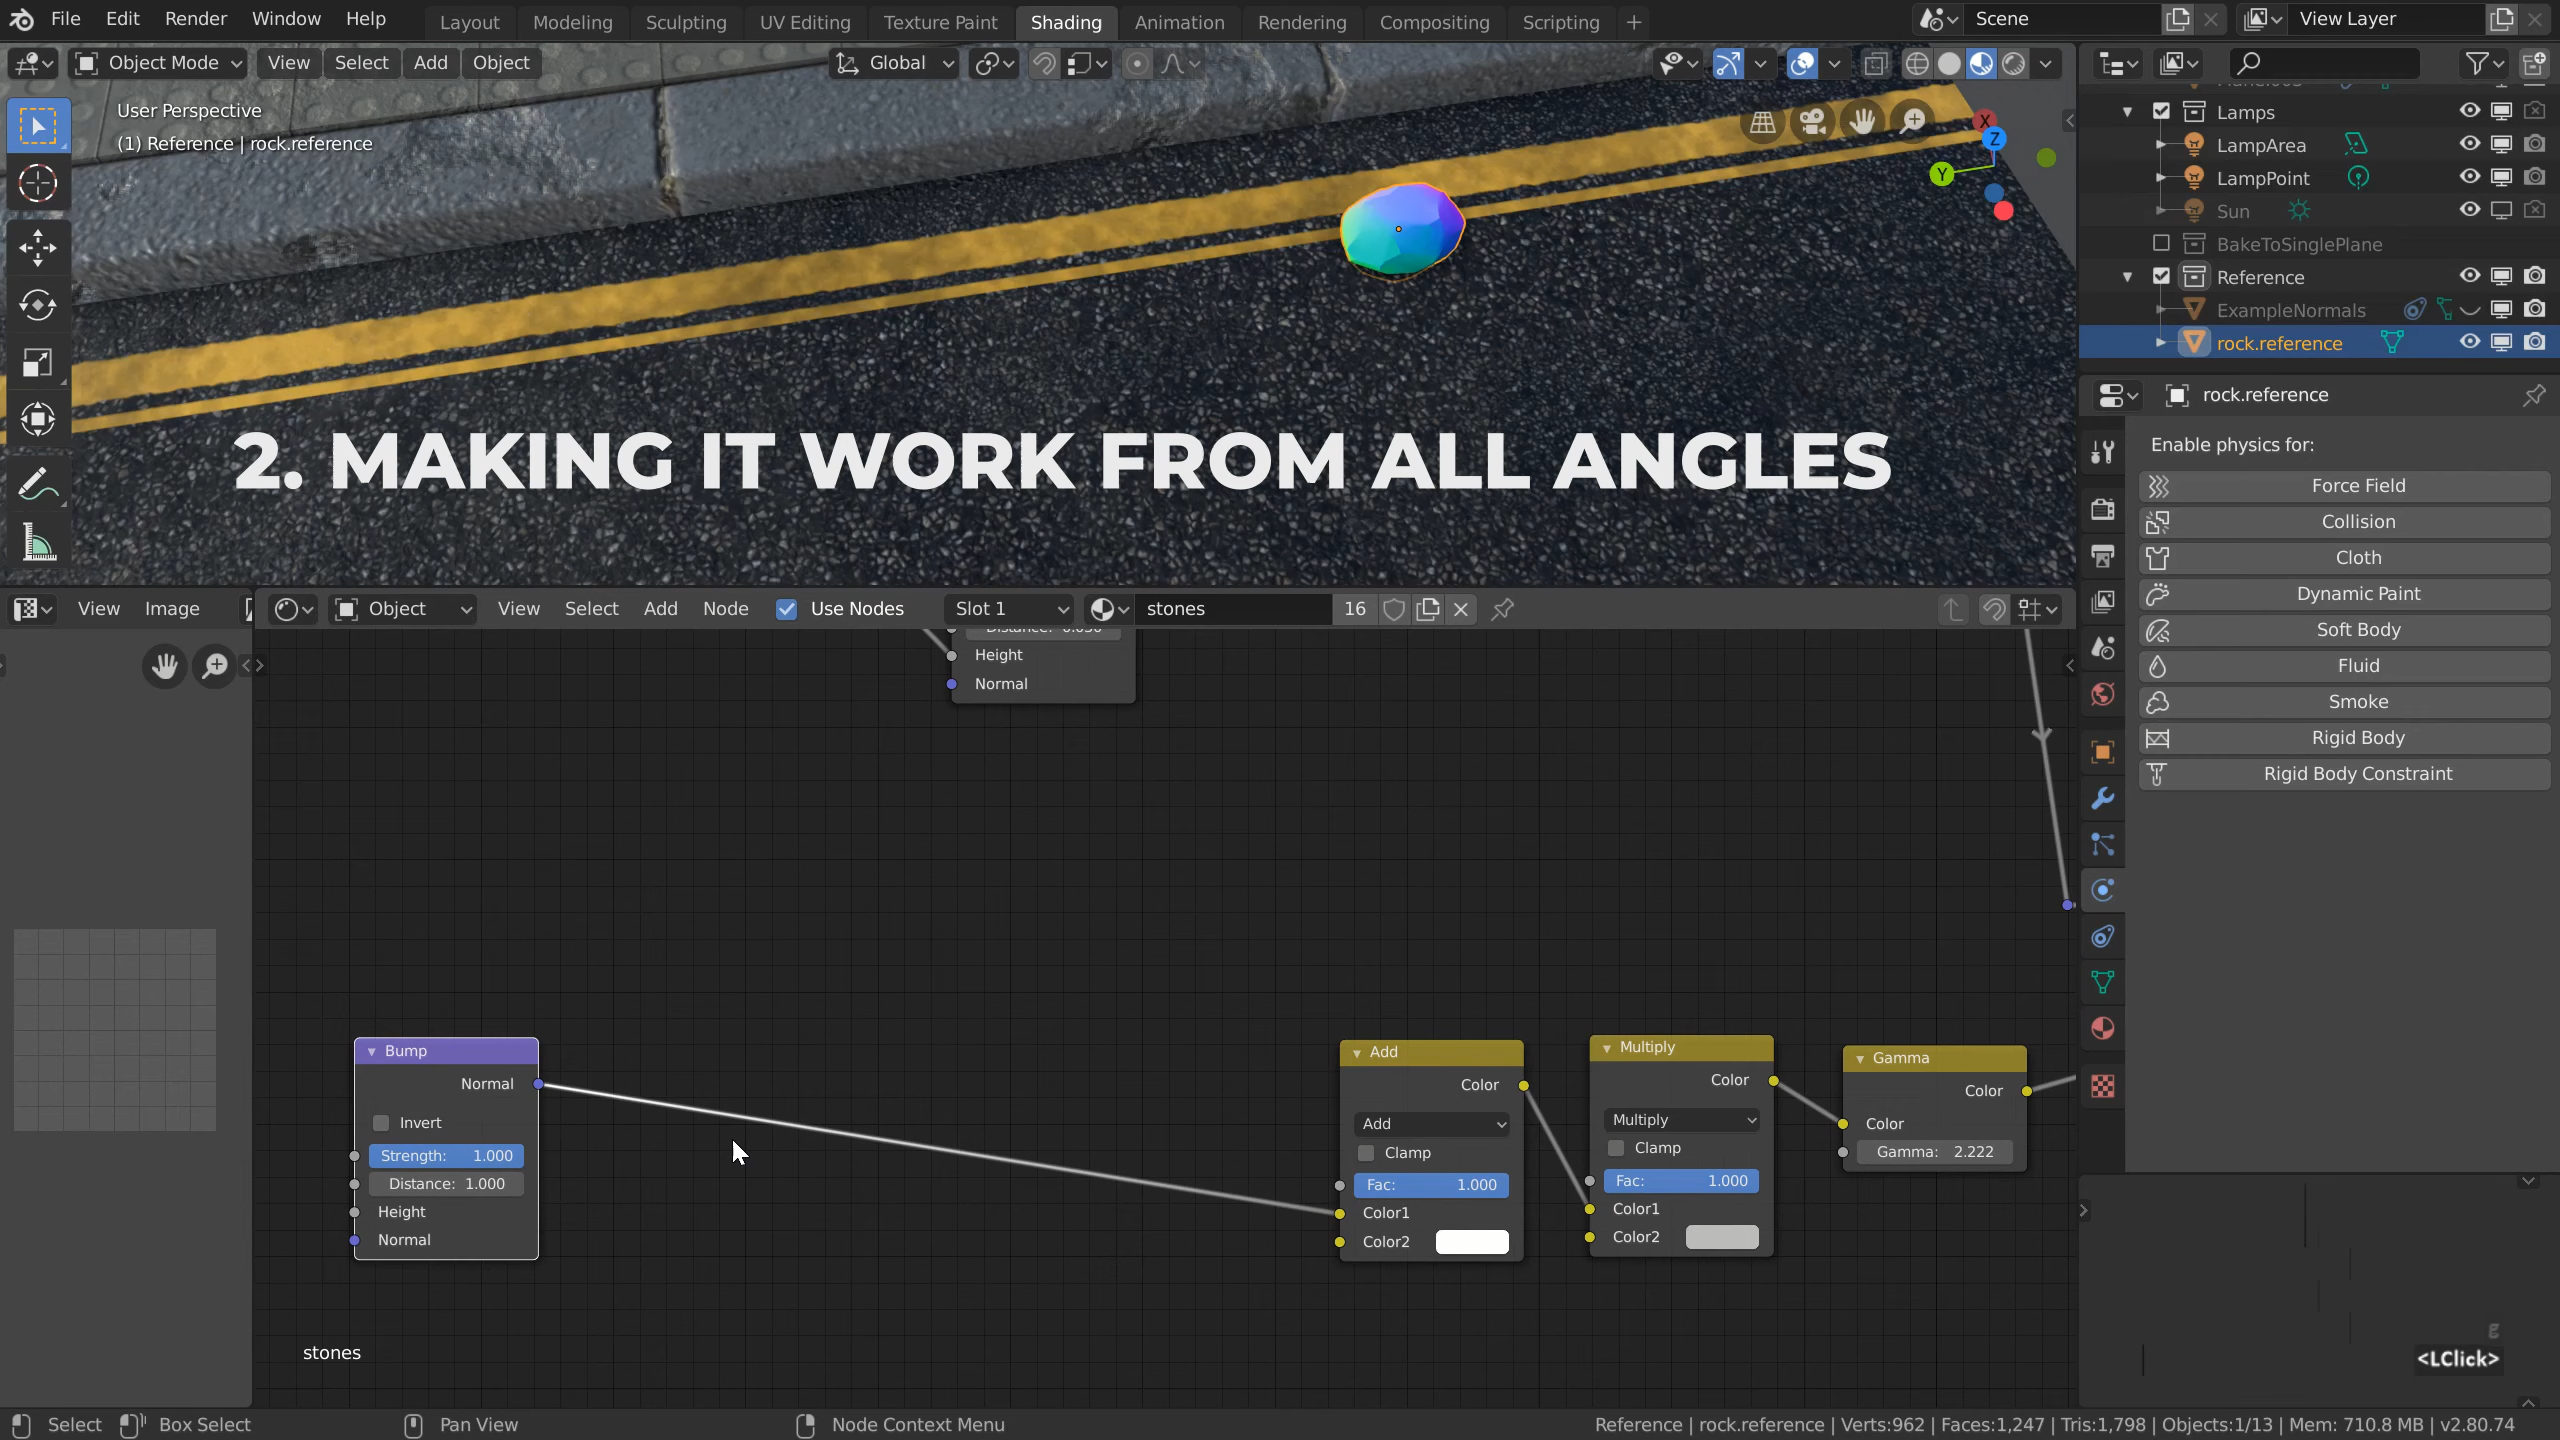 File Edit Render Window Help Layout Modeling Sculpting UV Editing Texture Paint Shading Animation Rendering Compositing Scripting Scene View Layer
Object Mode View Select Add Object Global
User Perspective
(1) Reference | rock.reference
X
Z
Y
2. MAKING IT WORK FROM ALL ANGLES
Lamps
LampArea
LampPoint
Sun
BakeToSinglePlane
Reference
ExampleNormals
rock.reference
rock.reference
Enable physics for:
Force Field
Collision
Cloth
Dynamic Paint
Soft Body
Fluid
Smoke
Rigid Body
Rigid Body Constraint
View Image Object View Select Add Node Use Nodes Slot 1 stones 16
Height
Normal
Bump
Normal
Invert
Strength: 1.000
Distance: 1.000
Height
Normal
Add
Color
Add
Clamp
Fac: 1.000
Color1
Color2
Multiply
Color
Multiply
Clamp
Fac: 1.000
Color1
Color2
Gamma
Color
Color
Gamma: 2.222
stones
g
<LClick>
Select Box Select Pan View Node Context Menu Reference | rock.reference | Verts:962 | Faces:1,247 | Tris:1,798 | Objects:1/13 | Mem: 710.8 MB | v2.80.74